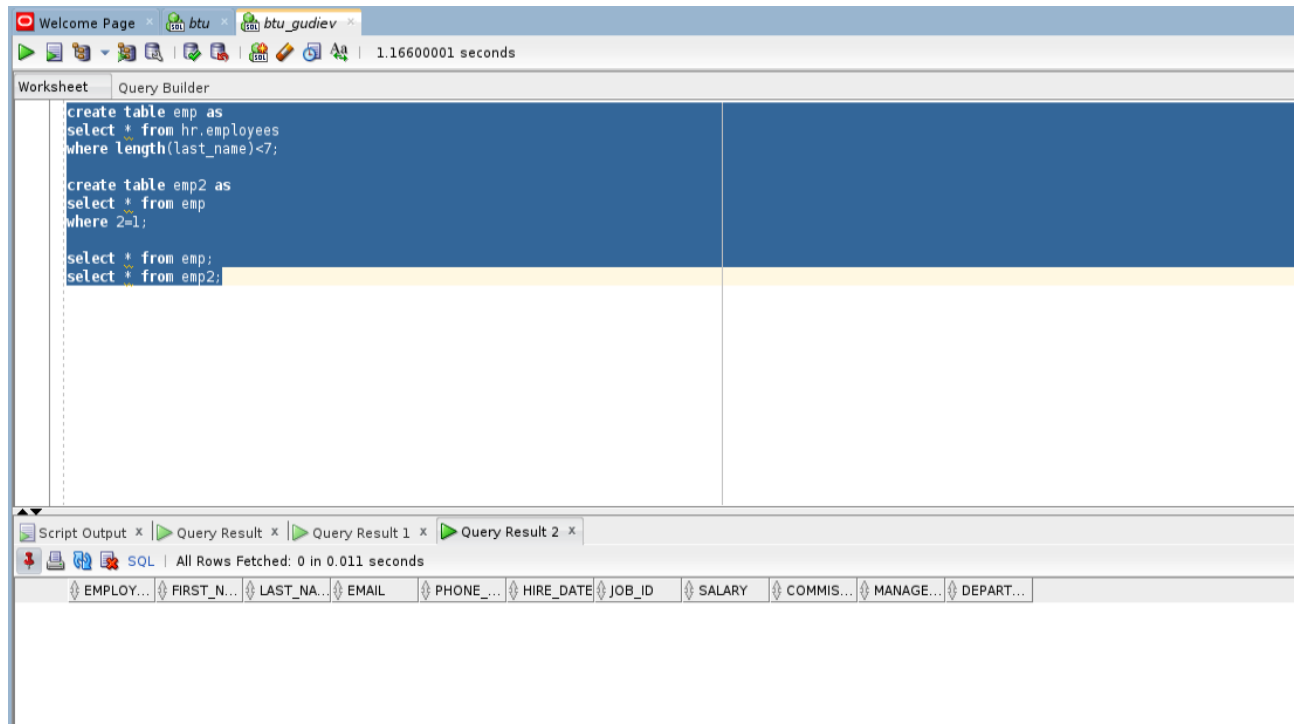 Welcome Page × btu × btu_gudiev ×
1.16600001 seconds
Worksheet Query Builder
create table emp as
select * from hr.employees
where length(last_name)<7;
create table emp2 as
select * from emp
where 2=1;
select * from emp;
select * from emp2;
Script Output x Query Result x Query Result 1 x Query Result 2 x
SQL | All Rows Fetched: 0 in 0.011 seconds
EMPLOY... FIRST_N... LAST_NA... EMAIL PHONE_... HIRE_DATE JOB_ID SALARY COMMIS... MANAGE... DEPART...